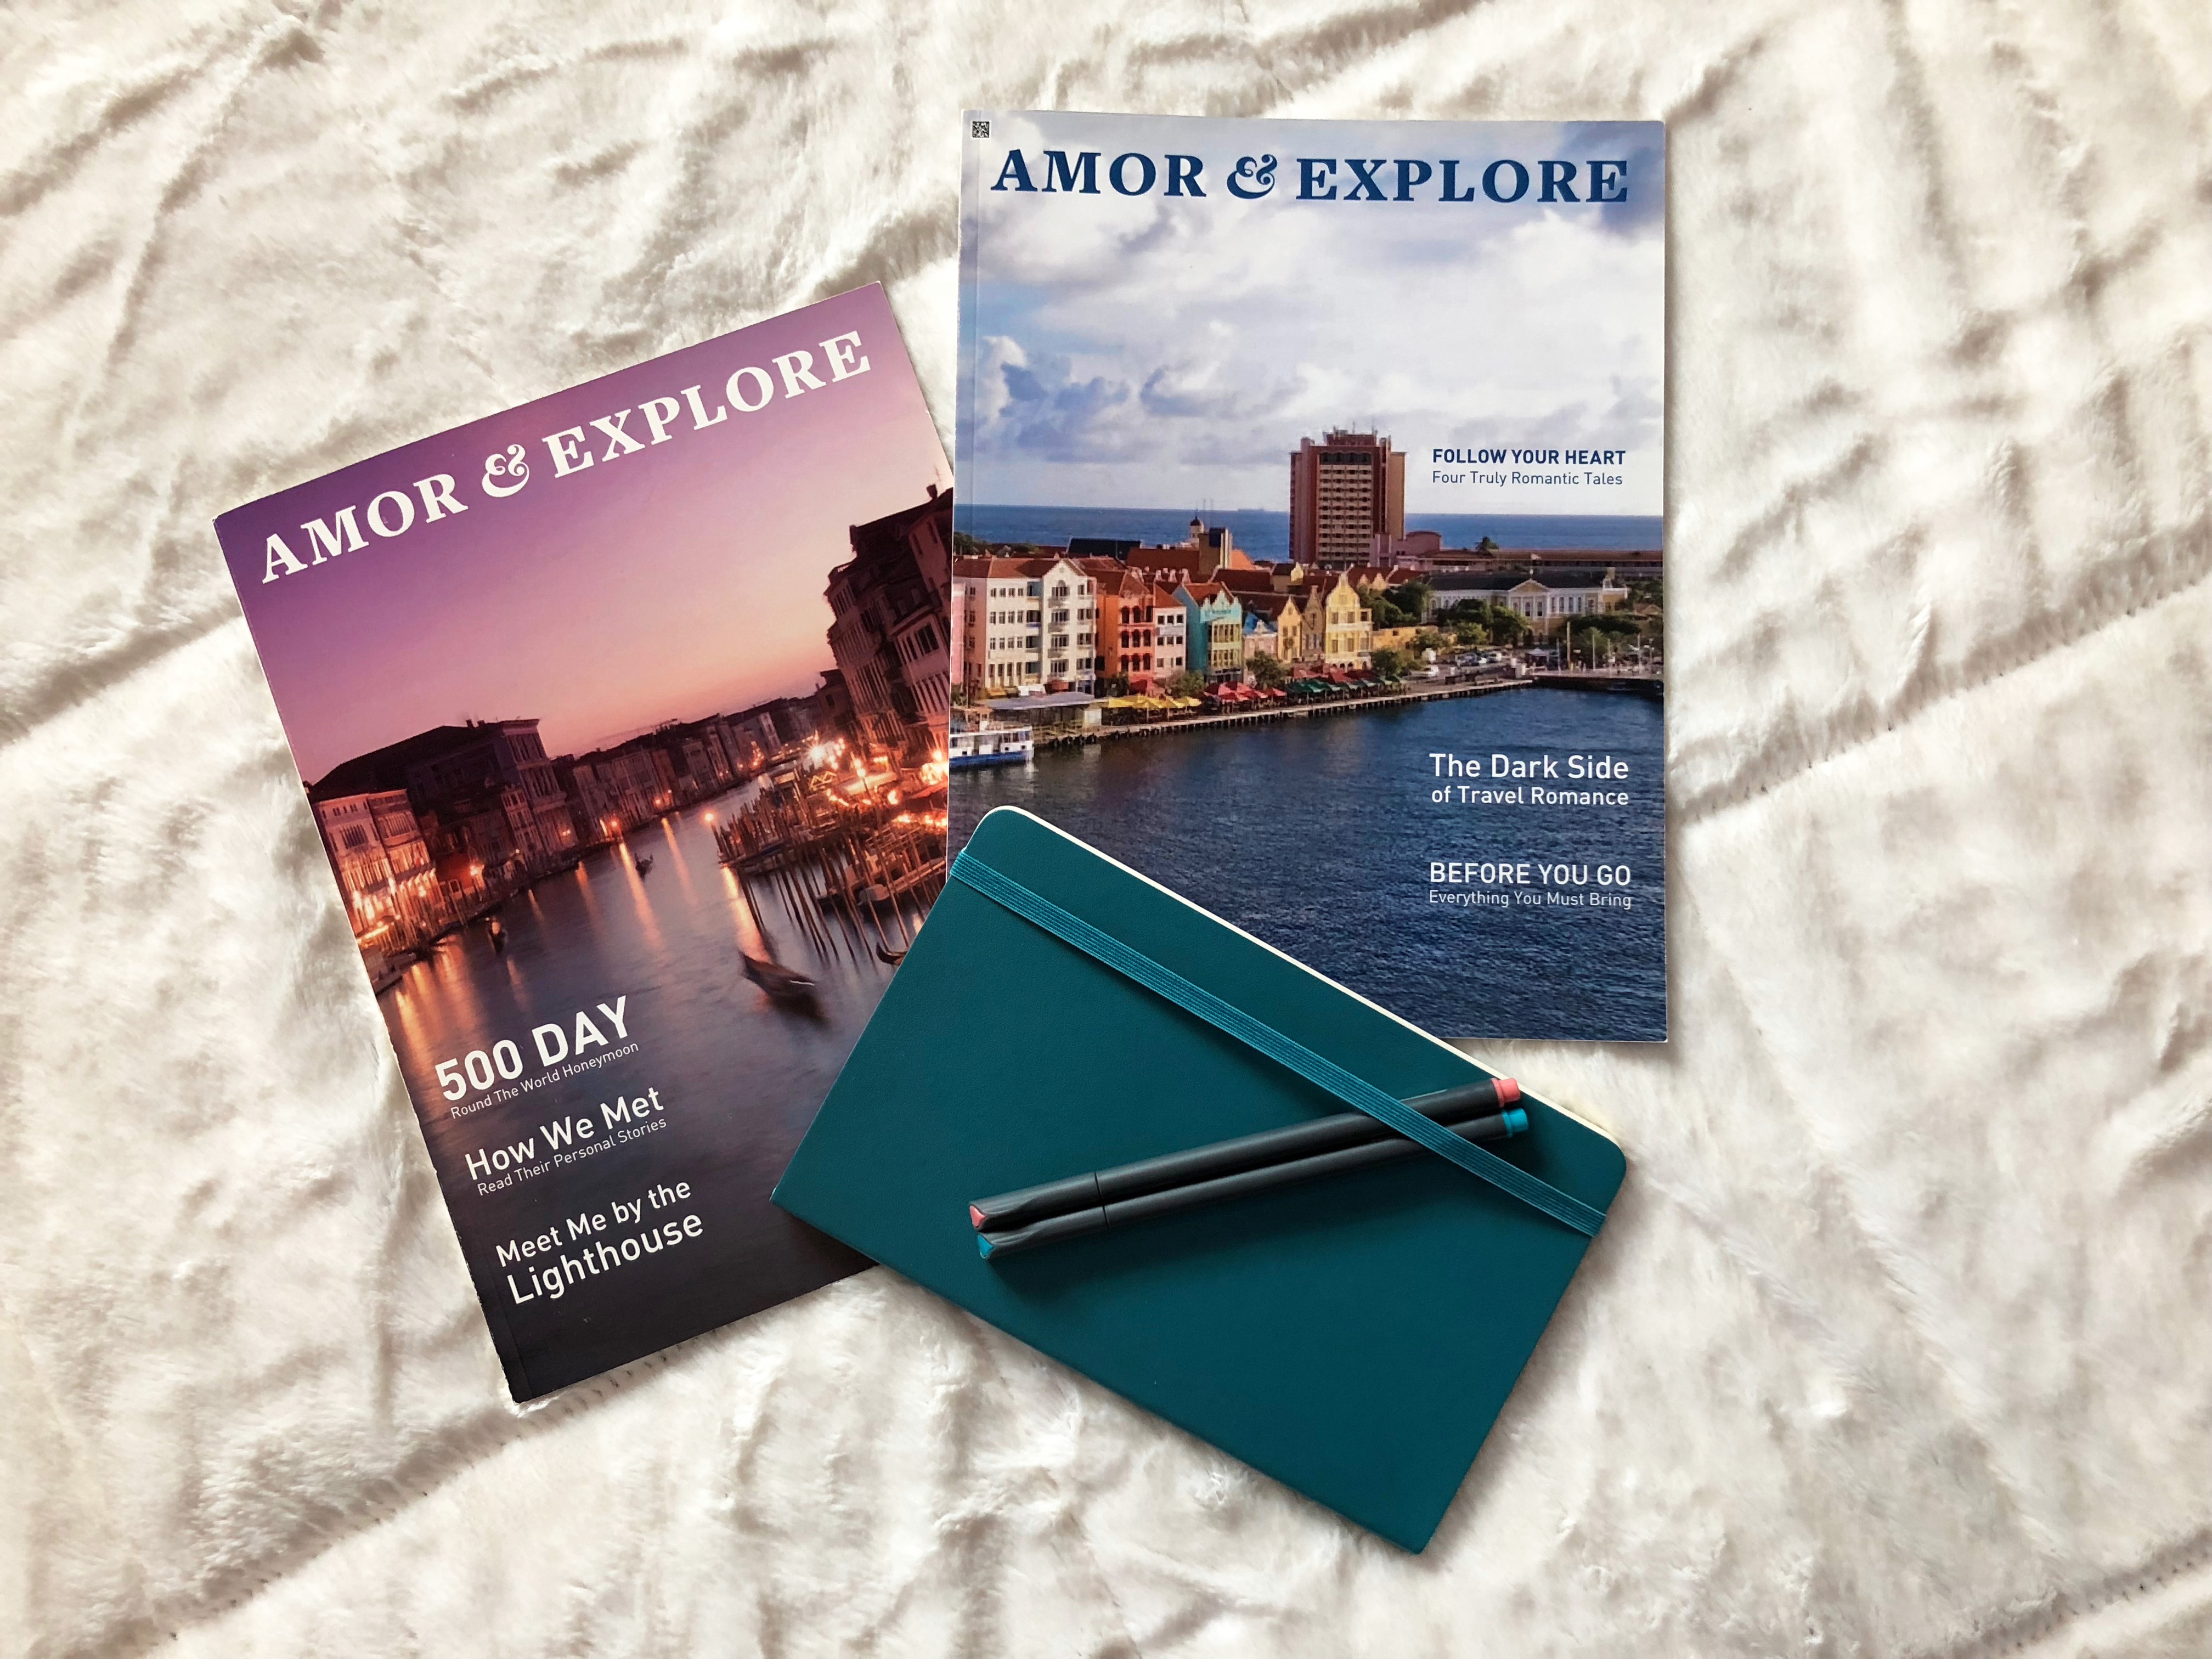 AMOR & EXPLORE
500 DAY
Round The World Honeymoon
How We Met
Read Their Personal Stories
Meet Me by the
Lighthouse
AMOR & EXPLORE
FOLLOW YOUR HEART
Four Truly Romantic Tales
The Dark Side
of Travel Romance
BEFORE YOU GO
Everything You Must Bring